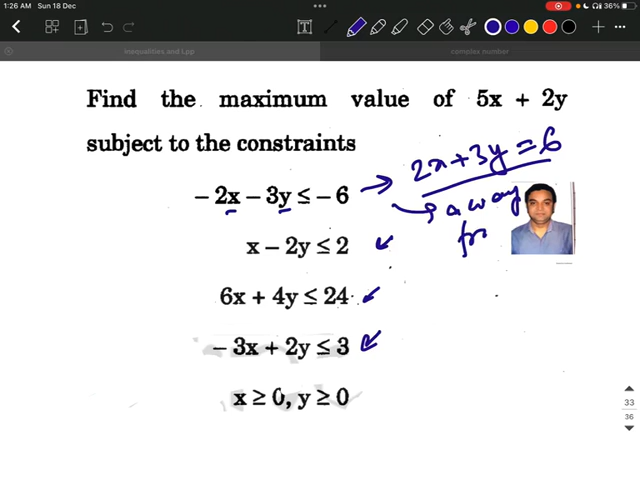 1:26 AM Sun 18 Dec
36%
inequalities and Lpp
complex number
Find the maximum value of 5x + 2y
subject to the constraints
− 2x − 3y ≤ − 6 → 2x+3y=6
away
x − 2y ≤ 2
fr
6x + 4y ≤ 24
− 3x + 2y ≤ 3
x ≥ 0, y ≥ 0
33
36